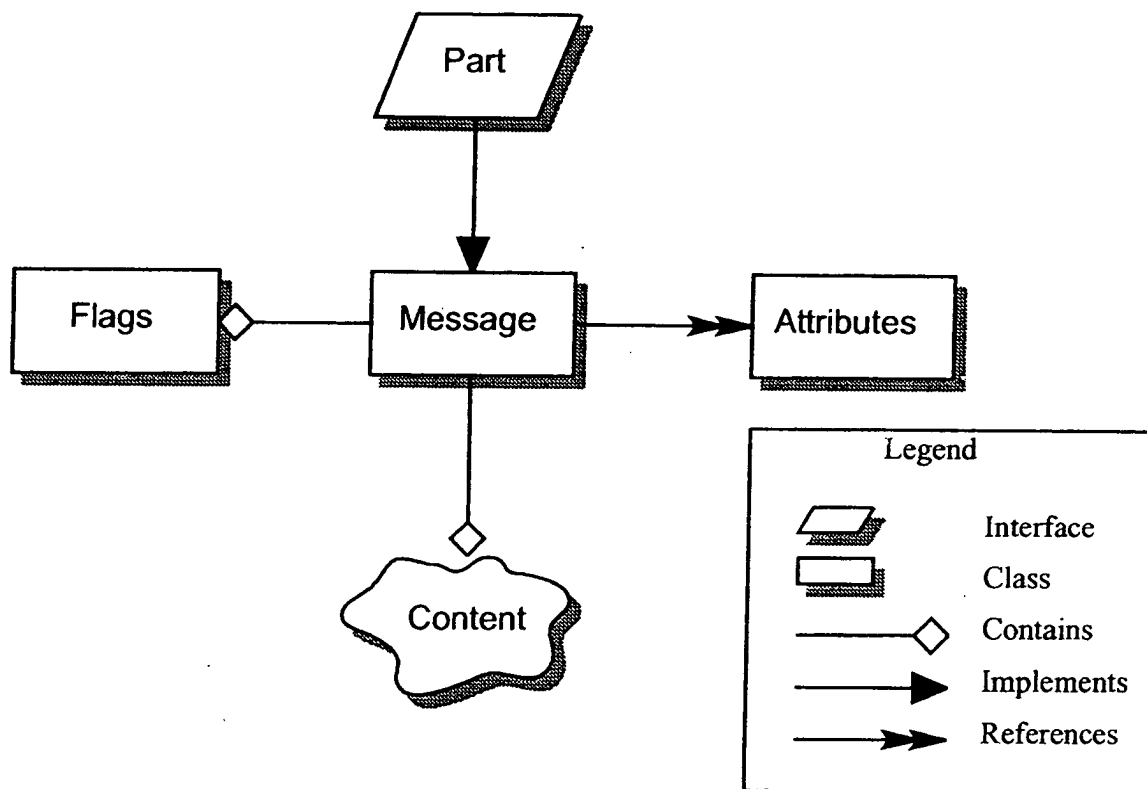 Part
Flags
Message
Attributes
Content
Legend
Interface
Class
Contains
Implements
References